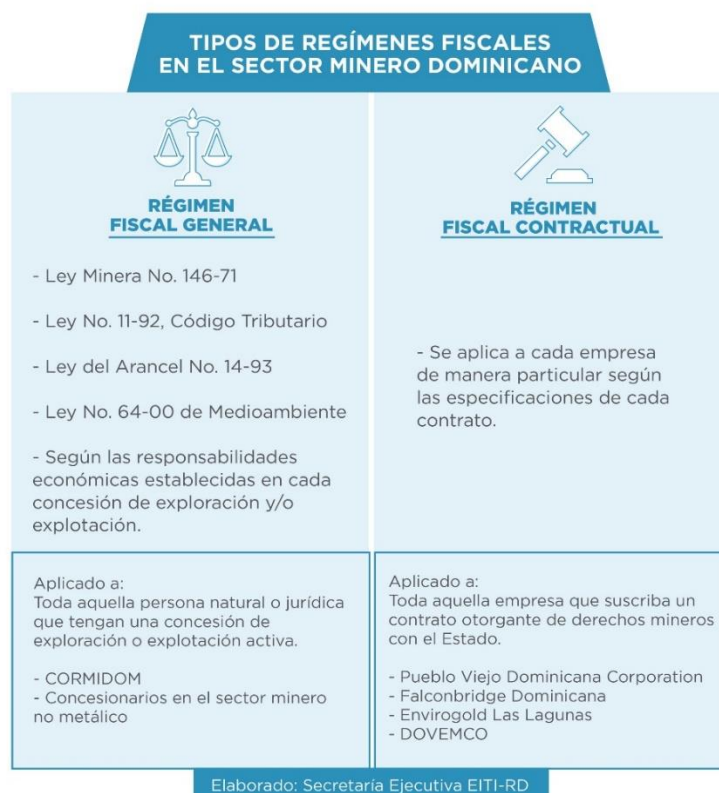 TIPOS DE REGÍMENES FISCALES
EN EL SECTOR MINERO DOMINICANO
RÉGIMEN
FISCAL GENERAL
- Ley Minera No. 146-71
- Ley No. 11-92, Código Tributario
- Ley del Arancel No. 14-93
- Ley No. 64-00 de Medioambiente
- Según las responsabilidades
económicas establecidas en cada
concesión de exploración y/o
explotación.
Aplicado a:
Toda aquella persona natural o jurídica
que tengan una concesión de
exploración o explotación activa.
- CORMIDOM
- Concesionarios en el sector minero
no metálico
RÉGIMEN
FISCAL CONTRACTUAL
- Se aplica a cada empresa
de manera particular según
las especificaciones de cada
contrato.
Aplicado a:
Toda aquella empresa que suscriba un
contrato otorgante de derechos mineros
con el Estado.
- Pueblo Viejo Dominicana Corporation
- Falconbridge Dominicana
- Envirogold Las Lagunas
- DOVEMCO
Elaborado: Secretaría Ejecutiva EITI-RD